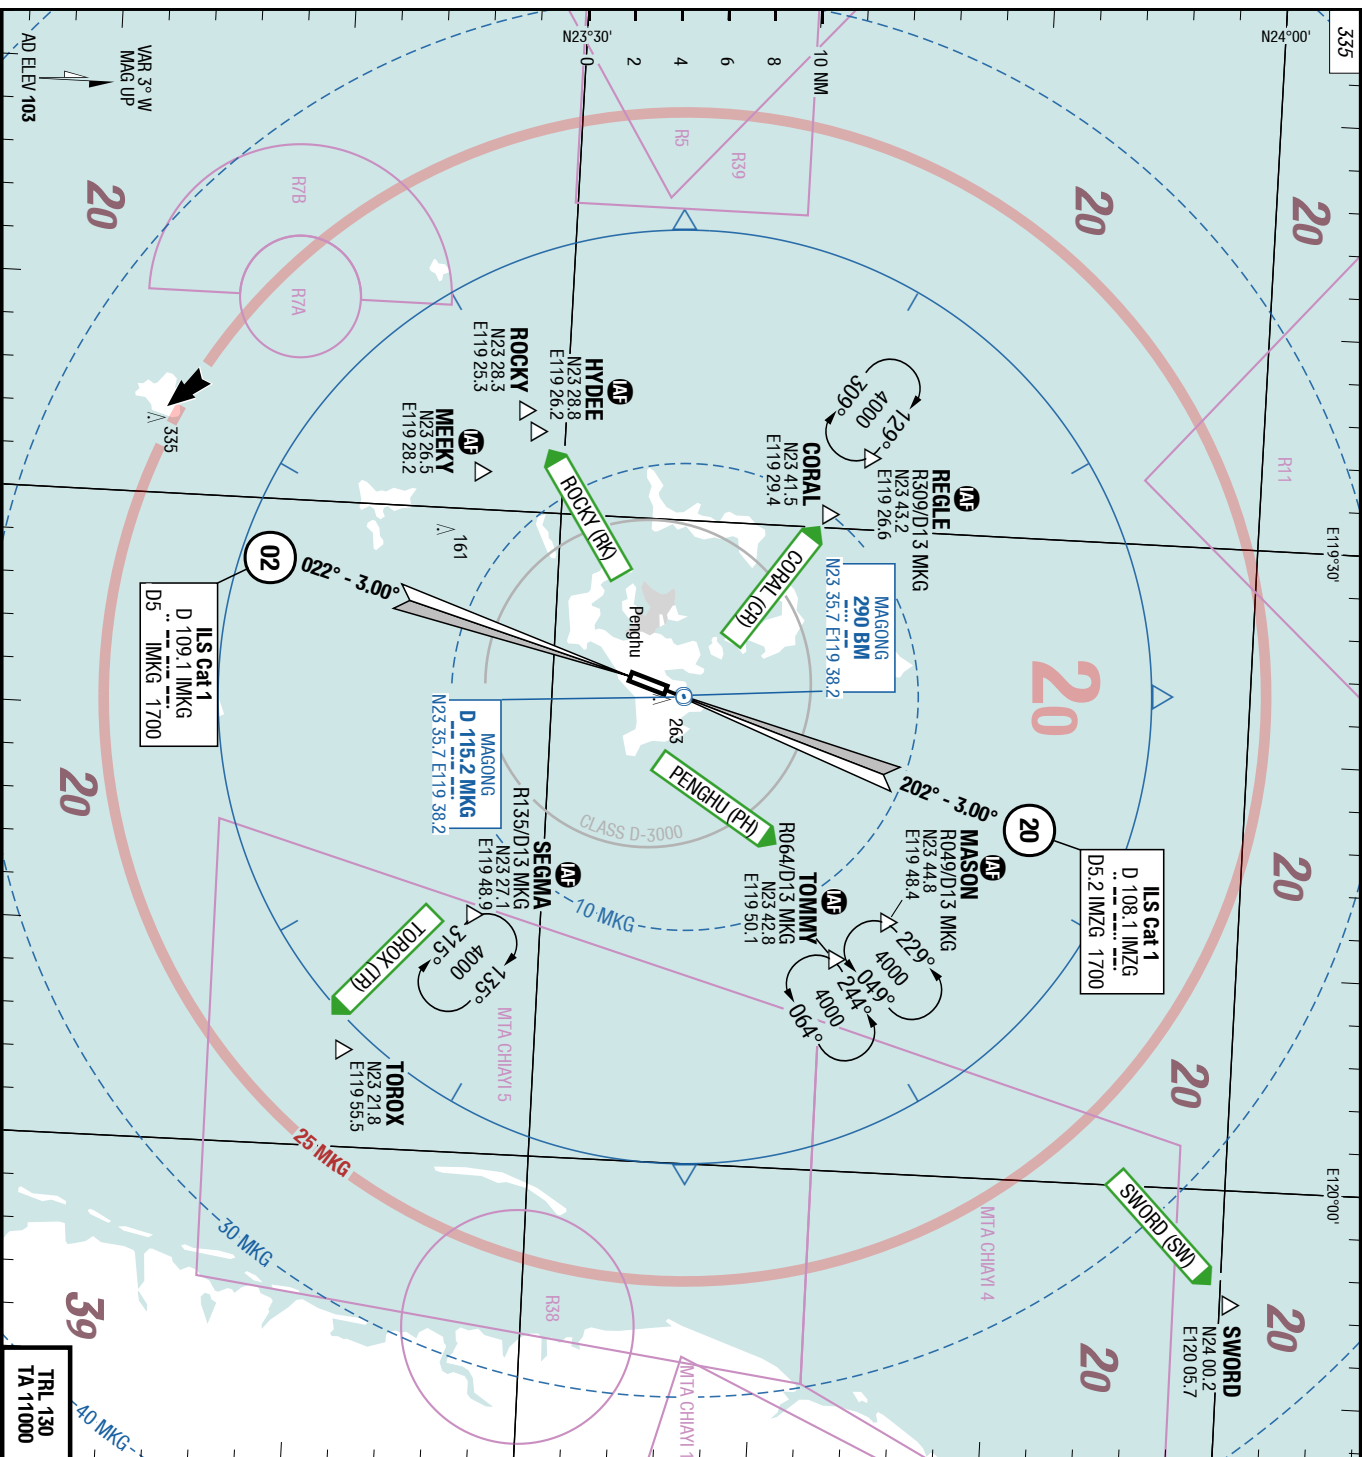 335
N24°00'
N23°30'
0
2
4
6
8
10 NM
VAR 3° W
MAG UP
AD ELEV 103
R5
R39
R7B
R7A
R11
20
20
20
335
ROCKY
N23 28.3
E119 25.3
IAF
HYDEE
N23 28.8
E119 26.2
IAF
MEEKY
N23 26.5
E119 28.2
309°
4000
129°
CORAL
N23 41.5
E119 29.4
IAF
REGLE
R309/D13 MKG
N23 43.2
E119 26.6
E119°30'
ROCKY (RK)
CORAL (CR)
161
MAGONG
290 BM
N23 35.7 E119 38.2
02
022° - 3.00°
ILS Cat 1
D 109.1 IMKG
D5 IMKG 1700
Penghu
263
20
MAGONG
D 115.2 MKG
N23 35.7 E119 38.2
PENGHU (PH)
CLASS D-3000
202° - 3.00°
20
ILS Cat 1
D 108.1 IMZG
D5.2 IMZG 1700
20
20
IAF
SEGMA
R135/D13 MKG
N23 27.1
E119 48.9
10 MKG
IAF
TOMMY
R064/D13 MKG
N23 42.8
E119 50.1
IAF
MASON
R049/D13 MKG
N23 44.8
E119 48.4
229°
4000
049°
244°
4000
064°
135°
4000
315°
TOROX (TR)
TOROX
N23 21.8
E119 55.5
MTA CHIAYI 5
20
25 MKG
E120°00'
SWORD (SW)
SWORD
N24 00.2
E120 05.7
MTA CHIAYI 4
30 MKG
R38
39
20
20
MTA CHIAYI 1
40 MKG
TRL 130
TA 11000